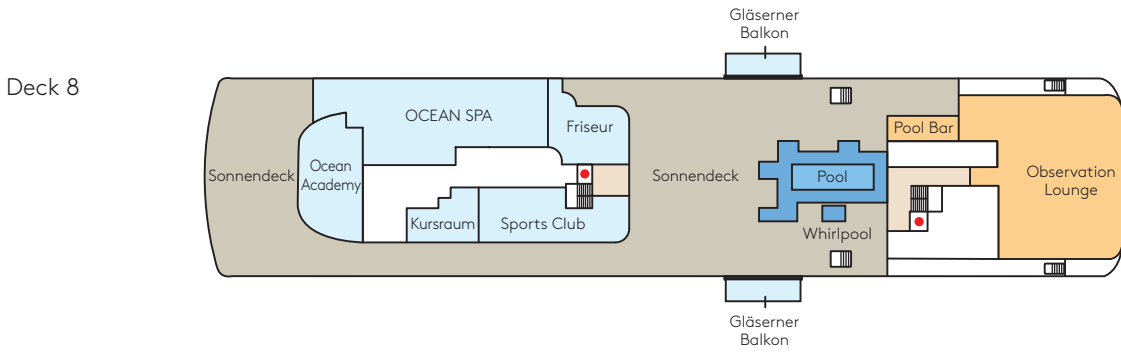 Gläserner
Balkon
Deck 8
OCEAN SPA
Friseur
Pool Bar
Sonnendeck
Ocean
Academy
Sonnendeck
Pool
Observation
Lounge
Kursraum
Sports Club
Whirlpool
Gläserner
Balkon